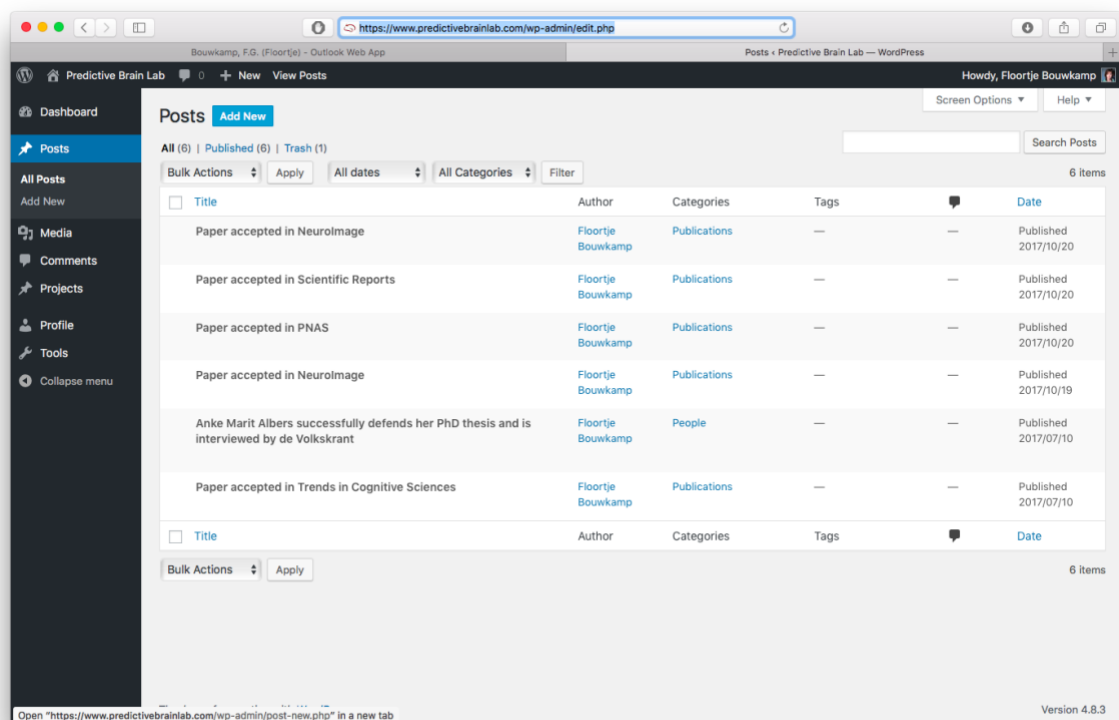 https://www.predictivebrainlab.com/wp-admin/edit.php
Bouwkamp, F.G. (Floortje) - Outlook Web App
Posts ‹ Predictive Brain Lab — WordPress
Predictive Brain Lab 0 + New View Posts
Howdy, Floortje Bouwkamp
Dashboard
Posts
All Posts
Add New
Media
Comments
Projects
Profile
Tools
Collapse menu
Screen Options
Help
Posts Add New
All (6) | Published (6) | Trash (1)
Search Posts
Bulk Actions Apply All dates All Categories Filter
6 items
Title Author Categories Tags Date
Paper accepted in NeuroImage Floortje Publications — — Published
Bouwkamp 2017/10/20
Paper accepted in Scientific Reports Floortje Publications — — Published
Bouwkamp 2017/10/20
Paper accepted in PNAS Floortje Publications — — Published
Bouwkamp 2017/10/20
Paper accepted in NeuroImage Floortje Publications — — Published
Bouwkamp 2017/10/19
Anke Marit Albers successfully defends her PhD thesis and is Floortje People — — Published
interviewed by de Volkskrant Bouwkamp 2017/07/10
Paper accepted in Trends in Cognitive Sciences Floortje Publications — — Published
Bouwkamp 2017/07/10
Title Author Categories Tags Date
Bulk Actions Apply
6 items
Open "https://www.predictivebrainlab.com/wp-admin/post-new.php" in a new tab
Version 4.8.3